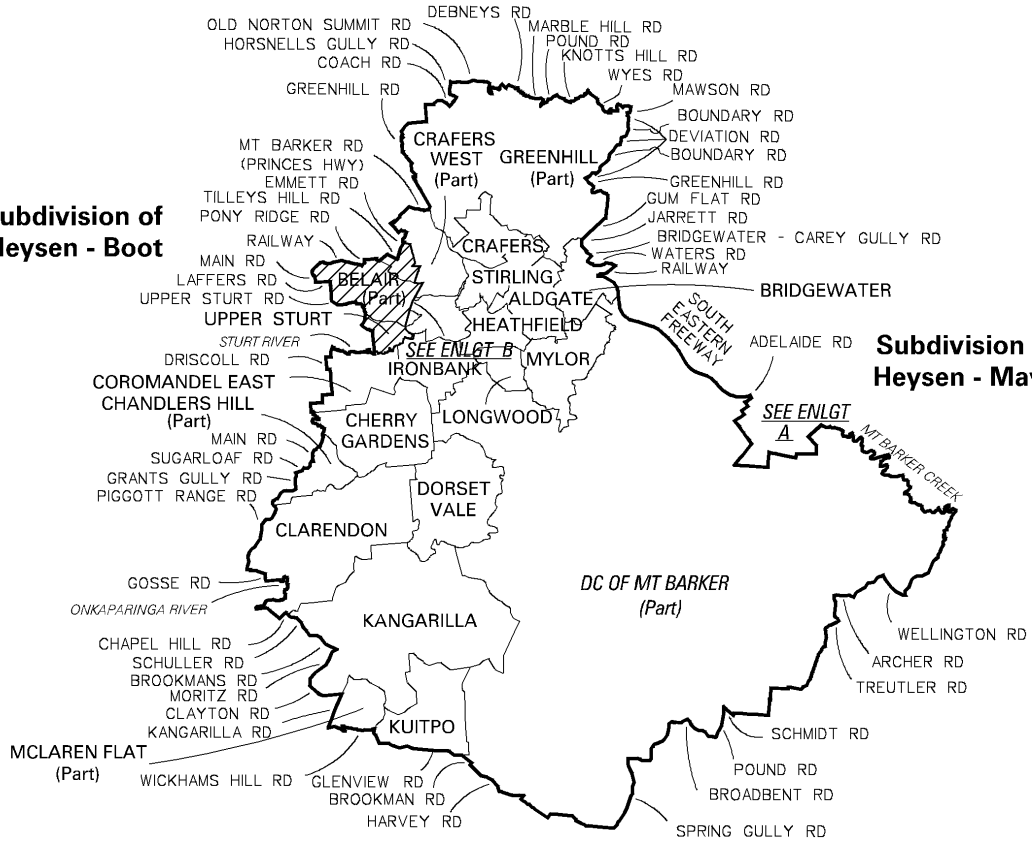 DEBNEYS RD
OLD NORTON SUMMIT RD
MARBLE HILL RD
HORSNELLS GULLY RD
POUND RD
COACH RD
KNOTTS HILL RD
WYES RD
GREENHILL RD
MAWSON RD
BOUNDARY RD
CRAFERS
WEST
(Part)
GREENHILL
(Part)
DEVIATION RD
BOUNDARY RD
MT BARKER RD
(PRINCES HWY)
EMMETT RD
GREENHILL RD
TILLEYS HILL RD
GUM FLAT RD
PONY RIDGE RD
JARRETT RD
ubdivision of
eysen - Boot
RAILWAY
CRAFERS
BRIDGEWATER - CAREY GULLY RD
MAIN RD
WATERS RD
LAFFERS RD
BELAIR
(Part)
STIRLING
RAILWAY
UPPER STURT RD
ALDGATE
BRIDGEWATER
UPPER STURT
HEATHFIELD
SOUTH
EASTERN
FREEWAY
STURT RIVER
SEE ENLGT B
ADELAIDE RD
DRISCOLL RD
IRONBANK
MYLOR
Subdivision
Heysen - May
COROMANDEL EAST
CHANDLERS HILL
(Part)
CHERRY
GARDENS
LONGWOOD
SEE ENLGT
A
MT BARKER CREEK
MAIN RD
SUGARLOAF RD
GRANTS GULLY RD
PIGGOTT RANGE RD
DORSET
VALE
CLARENDON
GOSSE RD
DC OF MT BARKER
(Part)
ONKAPARINGA RIVER
KANGARILLA
WELLINGTON RD
CHAPEL HILL RD
SCHULLER RD
ARCHER RD
BROOKMANS RD
TREUTLER RD
MORITZ RD
CLAYTON RD
KANGARILLA RD
KUITPO
SCHMIDT RD
MCLAREN FLAT
(Part)
POUND RD
WICKHAMS HILL RD
GLENVIEW RD
BROADBENT RD
BROOKMAN RD
HARVEY RD
SPRING GULLY RD